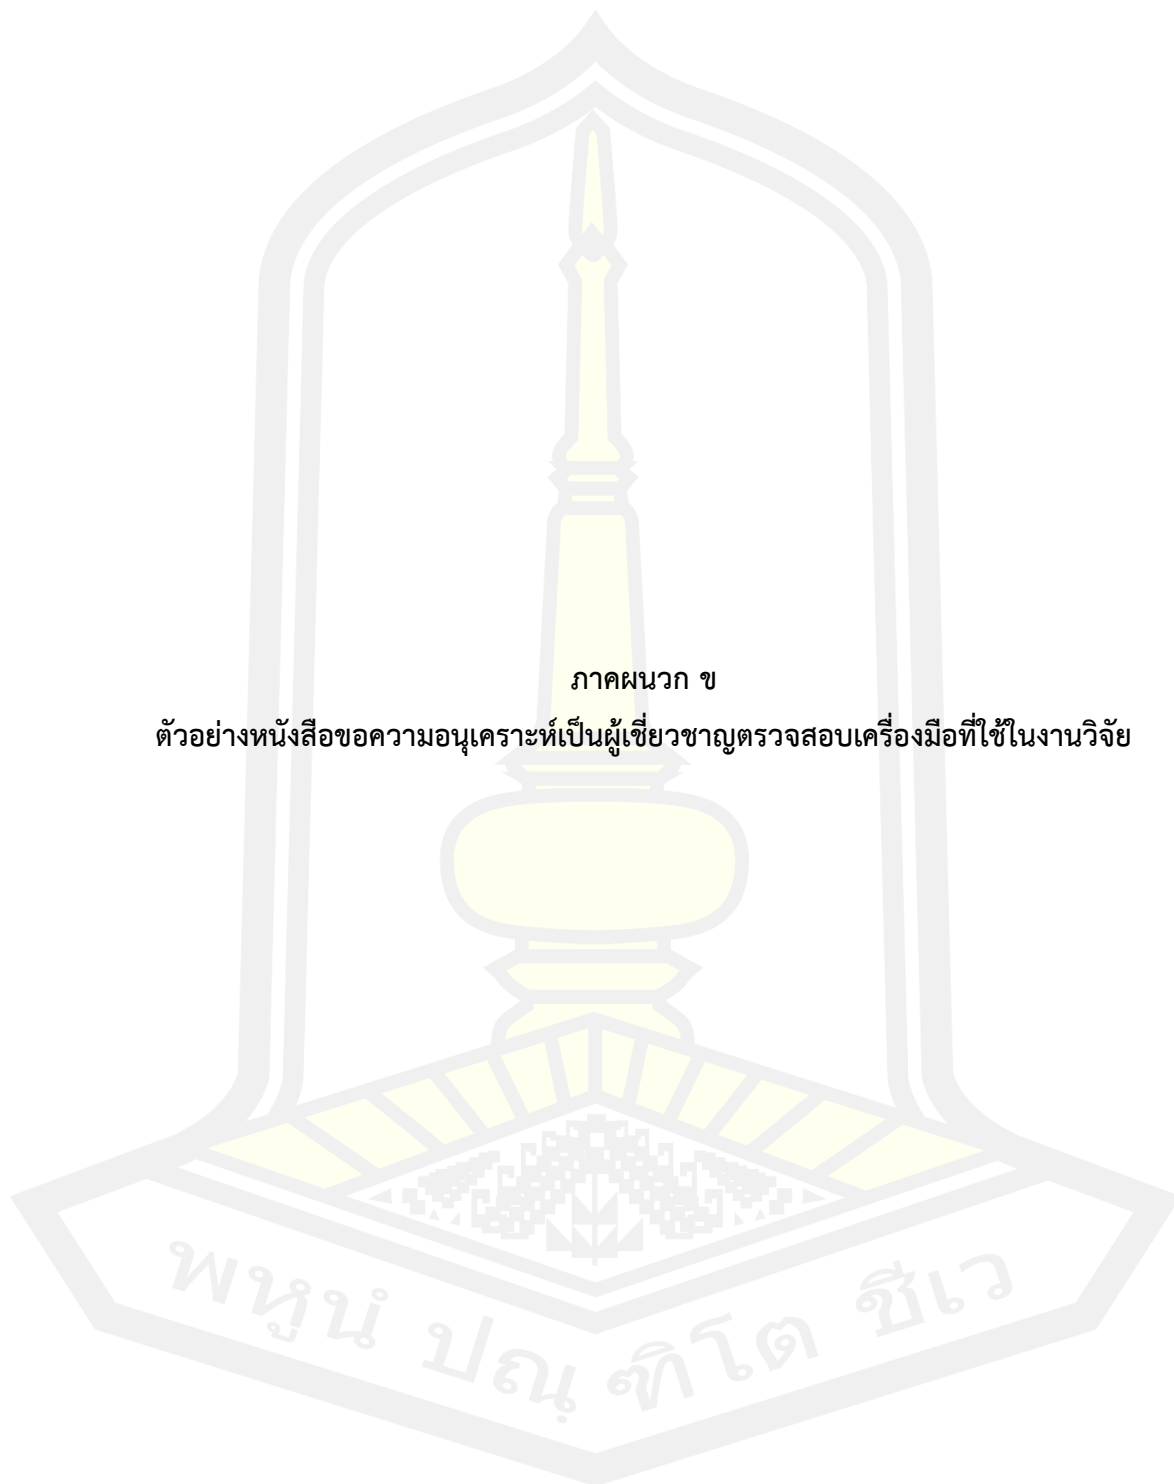 ภาคผนวก ข
ตัวอย่างหนังสือขอความอนุเคราะห์เป็นผู้เชี่ยวชาญตรวจสอบเครื่องมือที่ใช้ในงานวิจัย
พหูนํ ปณฺฑิโต ชีเว